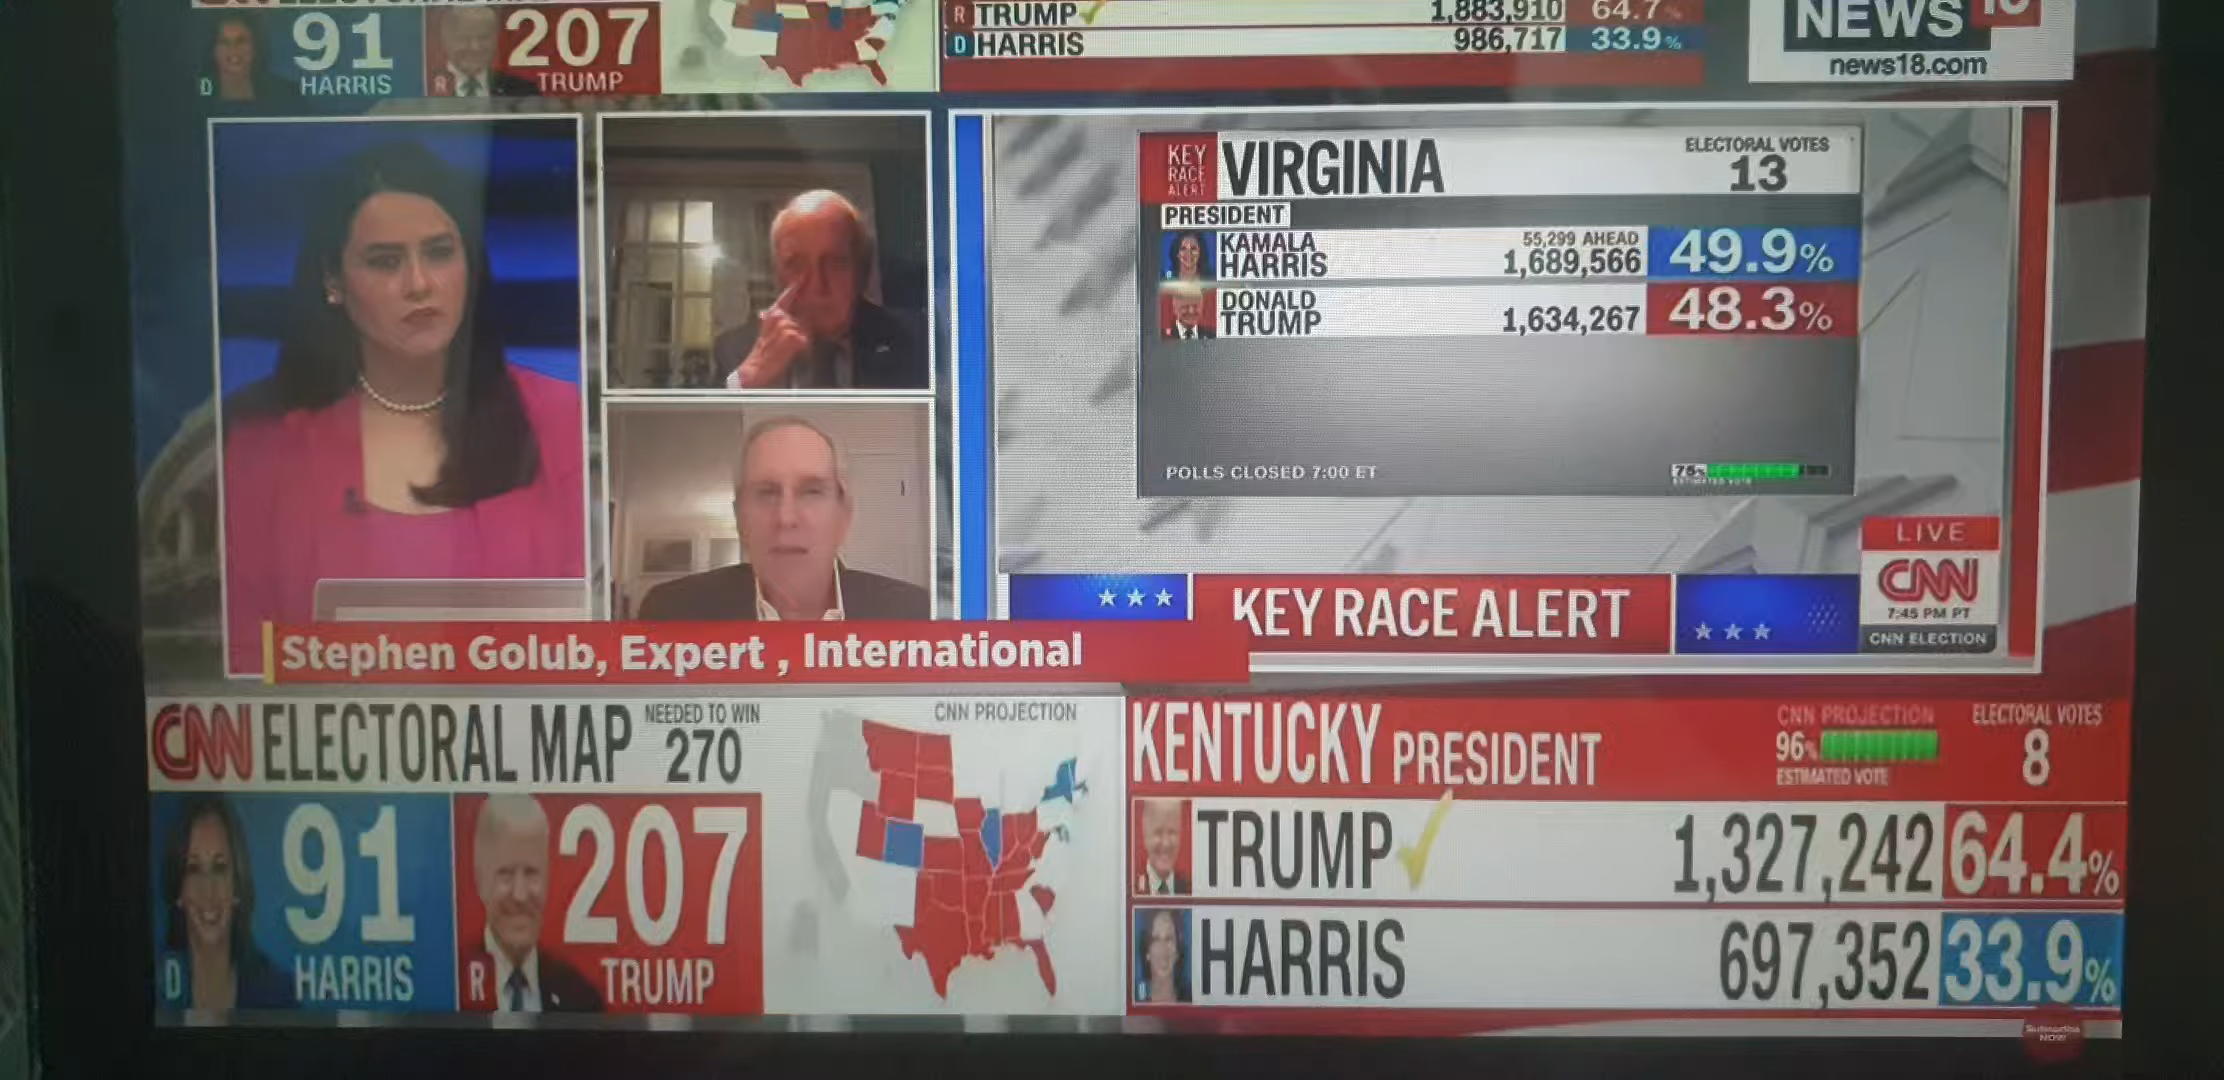 91
HARRIS
D
R
207
TRUMP
R TRUMP 1,883,910 64.7%
D HARRIS 986,717 33.9%
NEWS 18
news18.com
KEY RACE ALERT
VIRGINIA
ELECTORAL VOTES
13
PRESIDENT
KAMALA HARRIS
55,299 AHEAD
1,689,566
49.9%
DONALD TRUMP
1,634,267
48.3%
POLLS CLOSED 7:00 ET
ESTIMATED VOTE
KEY RACE ALERT
LIVE
CNN
7:45 PM PT
CNN ELECTION
Stephen Golub, Expert , International
CNN ELECTORAL MAP
NEEDED TO WIN
270
CNN PROJECTION
D
91
HARRIS
R
207
TRUMP
KENTUCKY PRESIDENT
CNN PROJECTION
96%
ESTIMATED VOTE
ELECTORAL VOTES
8
TRUMP 1,327,242 64.4%
HARRIS 697,352 33.9%